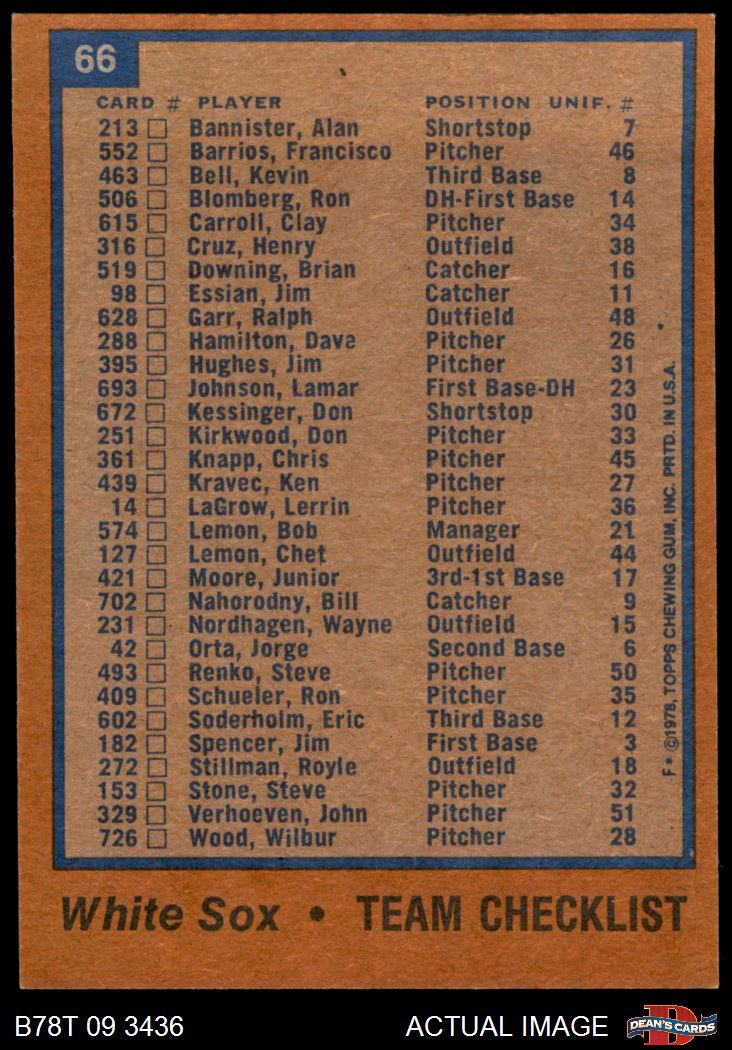 66
CARD # PLAYER POSITION UNIF. #
213 Bannister, Alan Shortstop 7
552 Barrios, Francisco Pitcher 46
463 Bell, Kevin Third Base 8
506 Blomberg, Ron DH-First Base 14
615 Carroll, Clay Pitcher 34
316 Cruz, Henry Outfield 38
519 Downing, Brian Catcher 16
98 Essian, Jim Catcher 11
628 Garr, Ralph Outfield 48
288 Hamilton, Dave Pitcher 26
395 Hughes, Jim Pitcher 31
693 Johnson, Lamar First Base-DH 23
672 Kessinger, Don Shortstop 30
251 Kirkwood, Don Pitcher 33
361 Knapp, Chris Pitcher 45
439 Kravec, Ken Pitcher 27
14 LaGrow, Lerrin Pitcher 36
574 Lemon, Bob Manager 21
127 Lemon, Chet Outfield 44
421 Moore, Junior 3rd-1st Base 17
702 Nahorodny, Bill Catcher 9
231 Nordhagen, Wayne Outfield 15
42 Orta, Jorge Second Base 6
493 Renko, Steve Pitcher 50
409 Schueler, Ron Pitcher 35
602 Soderholm, Eric Third Base 12
182 Spencer, Jim First Base 3
272 Stillman, Royle Outfield 18
153 Stone, Steve Pitcher 32
329 Verhoeven, John Pitcher 51
726 Wood, Wilbur Pitcher 28
F* ©1978, TOPPS CHEWING GUM, INC. PRTD. IN U.S.A.
White Sox • TEAM CHECKLIST
B78T 09 3436 ACTUAL IMAGE DEAN'S CARDS